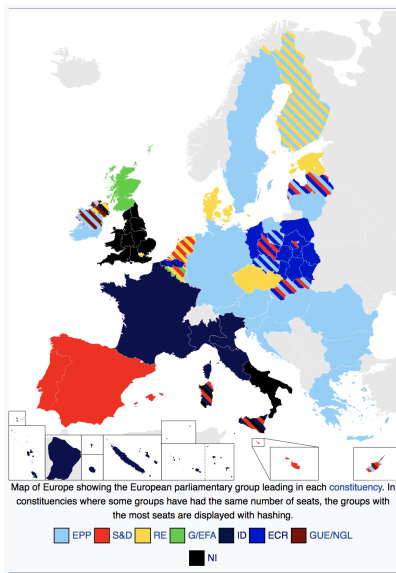 Map of Europe showing the European parliamentary group leading in each constituency. In
constituencies where some groups have had the same number of seats, the groups with
the most seats are displayed with hashing.
EPP S&D RE G/EFA ID ECR GUE/NGL
NI